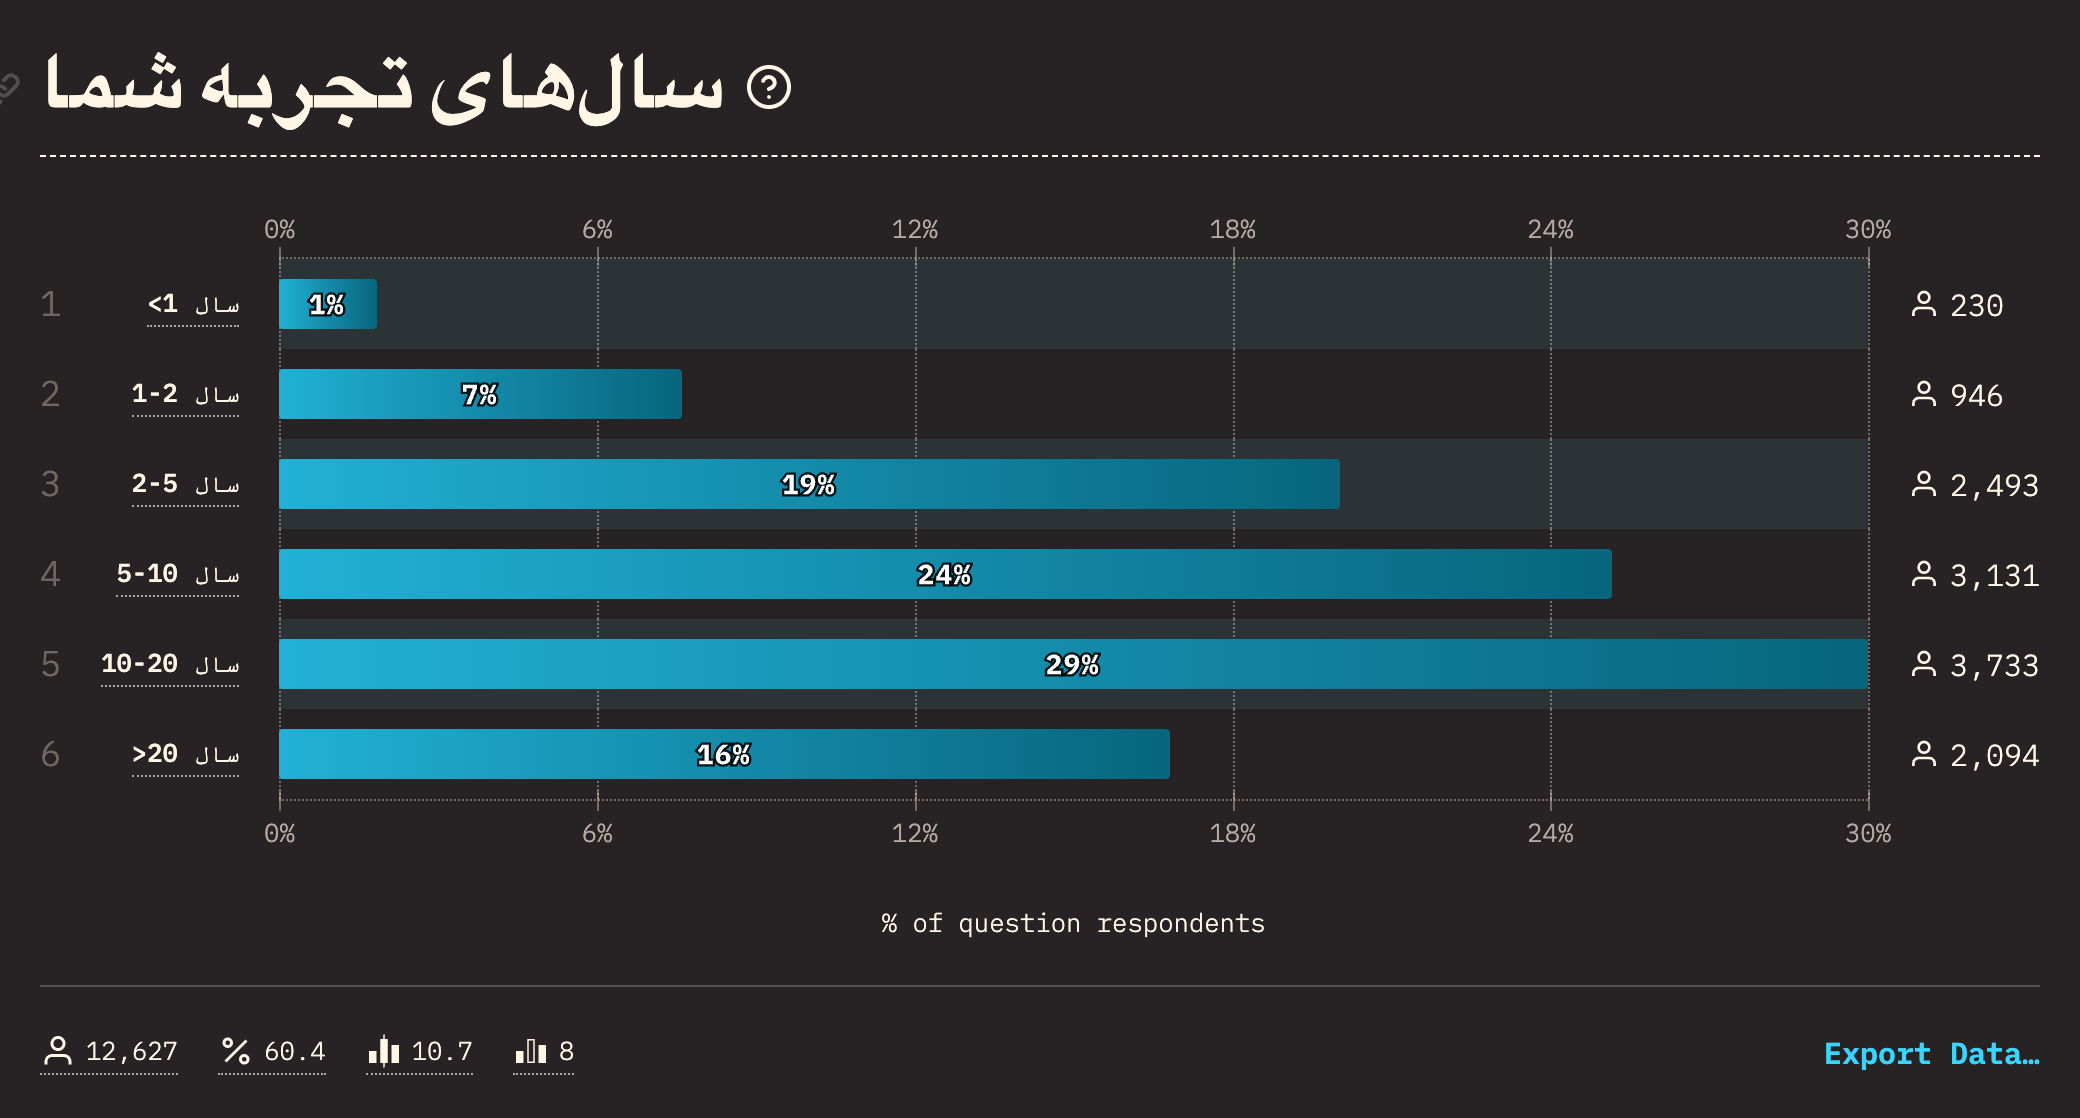 سال‌های تجربه شما
0% 6% 12% 18% 24% 30%
1 <1 سال 1% 230
2 1-2 سال 7% 946
3 2-5 سال 19% 2,493
4 5-10 سال 24% 3,131
5 10-20 سال 29% 3,733
6 >20 سال 16% 2,094
0% 6% 12% 18% 24% 30%
% of question respondents
12,627 % 60.4 10.7 8 Export Data…